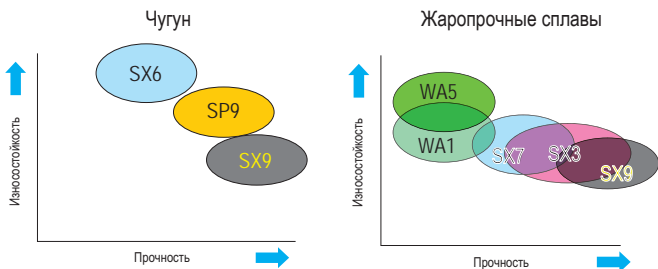 Чугун
Износостойкость
SX6
SP9
SX9
Прочность
Жаропрочные сплавы
Износостойкость
WA5
WA1
SX7
SX3
SX9
Прочность